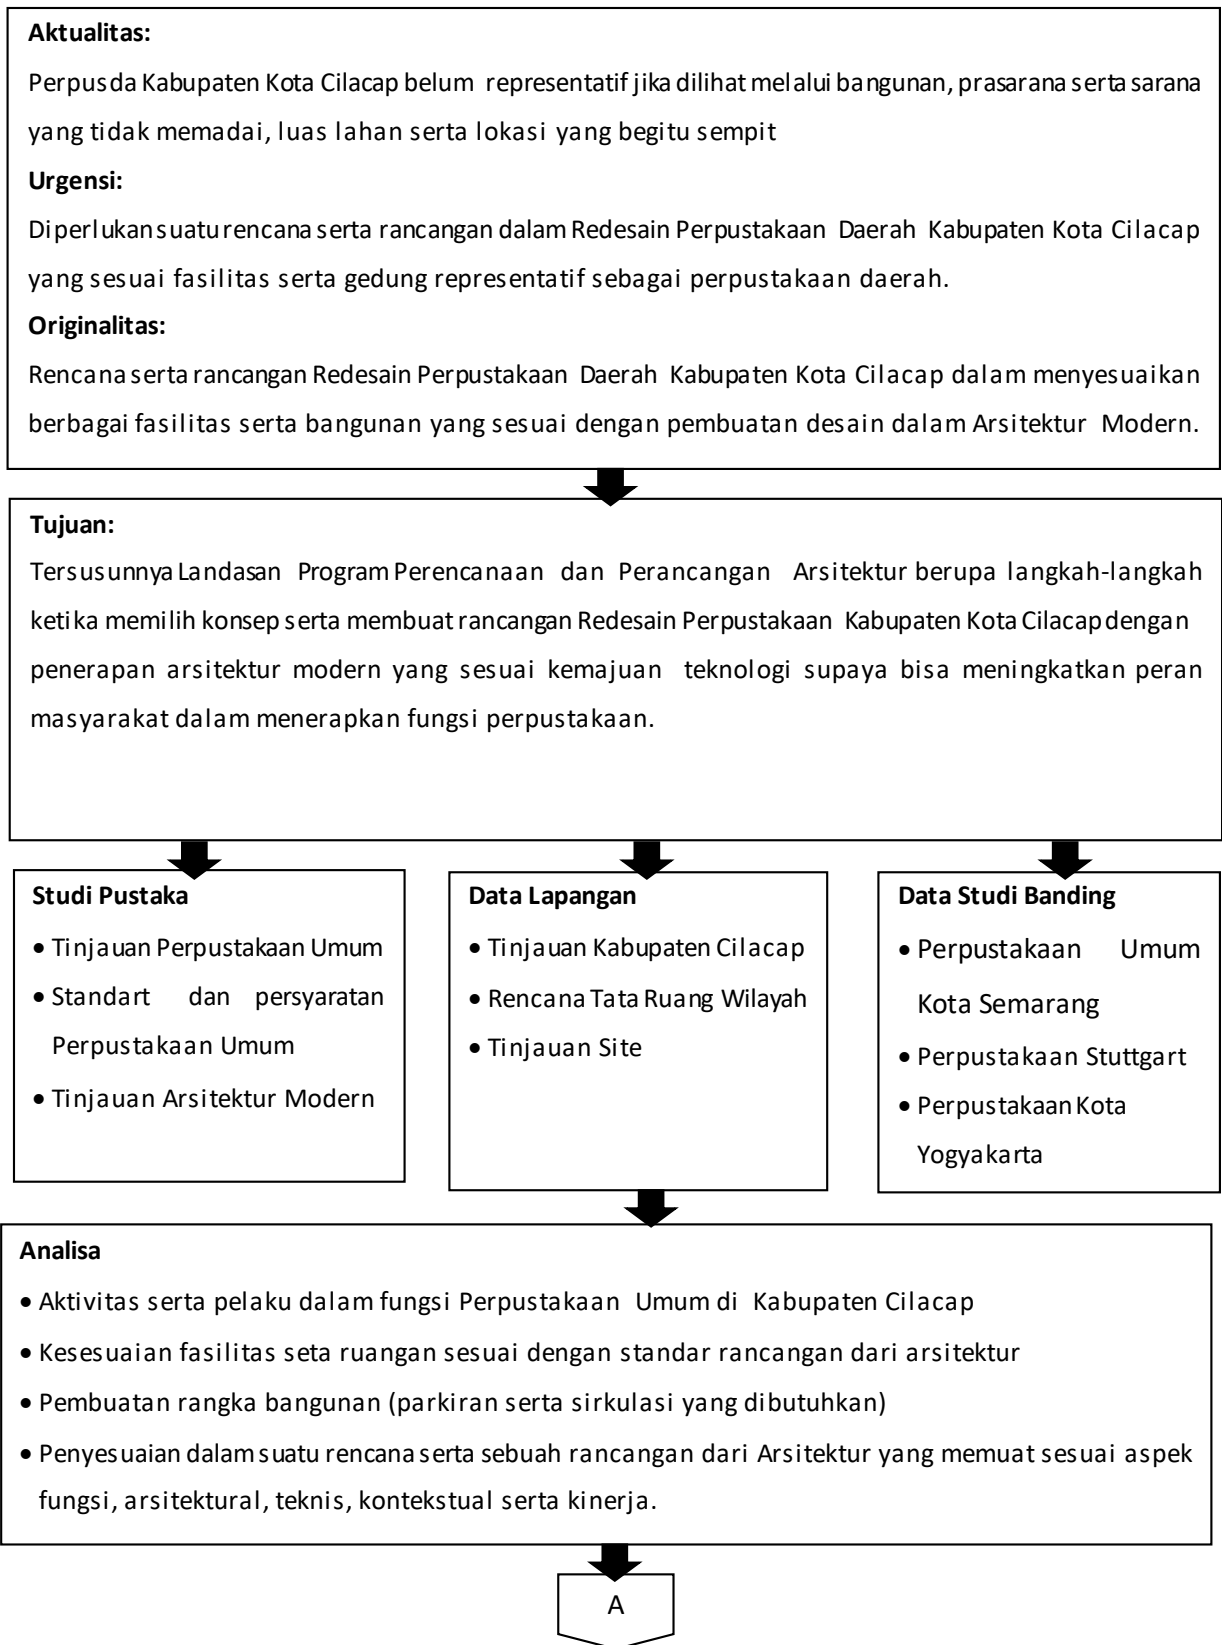 Aktualitas:
Perpusda Kabupaten Kota Cilacap belum representatif jika dilihat melalui bangunan, prasarana serta sarana
yang tidak memadai, luas lahan serta lokasi yang begitu sempit
Urgensi:
Diperlukan suatu rencana serta rancangan dalam Redesain Perpustakaan Daerah Kabupaten Kota Cilacap
yang sesuai fasilitas serta gedung representatif sebagai perpustakaan daerah.
Originalitas:
Rencana serta rancangan Redesain Perpustakaan Daerah Kabupaten Kota Cilacap dalam menyesuaikan
berbagai fasilitas serta bangunan yang sesuai dengan pembuatan desain dalam Arsitektur Modern.
Tujuan:
Tersusunnya Landasan Program Perencanaan dan Perancangan Arsitektur berupa langkah-langkah
ketika memilih konsep serta membuat rancangan Redesain Perpustakaan Kabupaten Kota Cilacap dengan
penerapan arsitektur modern yang sesuai kemajuan teknologi supaya bisa meningkatkan peran
masyarakat dalam menerapkan fungsi perpustakaan.
Studi Pustaka
• Tinjauan Perpustakaan Umum
• Standart dan persyaratan
Perpustakaan Umum
• Tinjauan Arsitektur Modern
Data Lapangan
• Tinjauan Kabupaten Cilacap
• Rencana Tata Ruang Wilayah
• Tinjauan Site
Data Studi Banding
• Perpustakaan Umum
Kota Semarang
• Perpustakaan Stuttgart
• Perpustakaan Kota
Yogyakarta
Analisa
• Aktivitas serta pelaku dalam fungsi Perpustakaan Umum di Kabupaten Cilacap
• Kesesuaian fasilitas seta ruangan sesuai dengan standar rancangan dari arsitektur
• Pembuatan rangka bangunan (parkiran serta sirkulasi yang dibutuhkan)
• Penyesuaian dalam suatu rencana serta sebuah rancangan dari Arsitektur yang memuat sesuai aspek
fungsi, arsitektural, teknis, kontekstual serta kinerja.
A